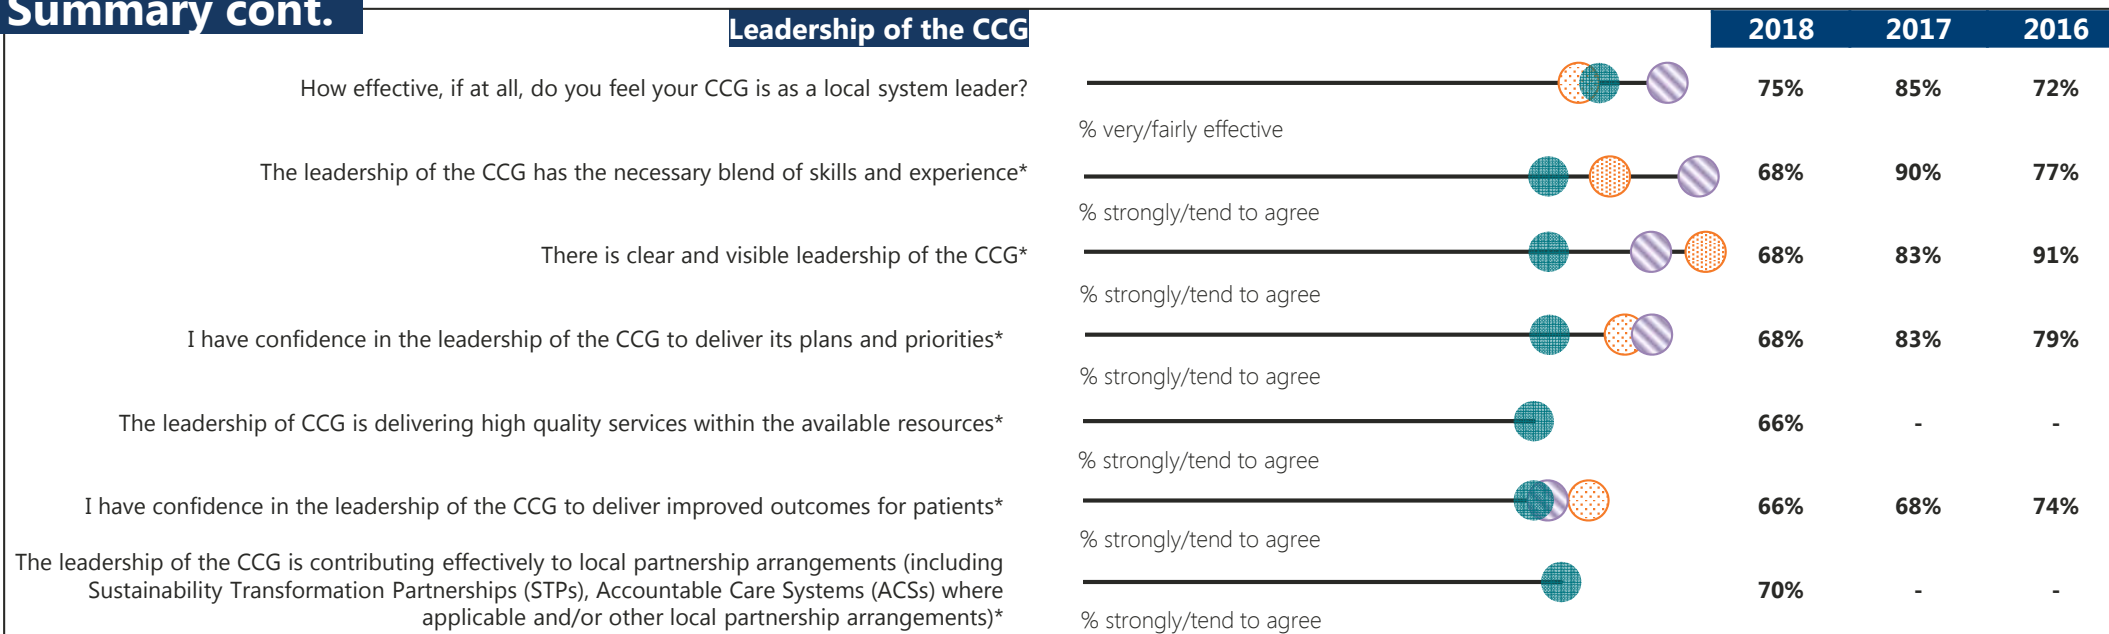 Summary cont.
Leadership of the CCG 2018 2017 2016
How effective, if at all, do you feel your CCG is as a local system leader? 75% 85% 72%
% very/fairly effective
The leadership of the CCG has the necessary blend of skills and experience* 68% 90% 77%
% strongly/tend to agree
There is clear and visible leadership of the CCG* 68% 83% 91%
% strongly/tend to agree
I have confidence in the leadership of the CCG to deliver its plans and priorities* 68% 83% 79%
% strongly/tend to agree
The leadership of CCG is delivering high quality services within the available resources* 66% - -
% strongly/tend to agree
I have confidence in the leadership of the CCG to deliver improved outcomes for patients* 66% 68% 74%
% strongly/tend to agree
The leadership of the CCG is contributing effectively to local partnership arrangements (including
Sustainability Transformation Partnerships (STPs), Accountable Care Systems (ACSs) where 70% - -
applicable and/or other local partnership arrangements)*
% strongly/tend to agree